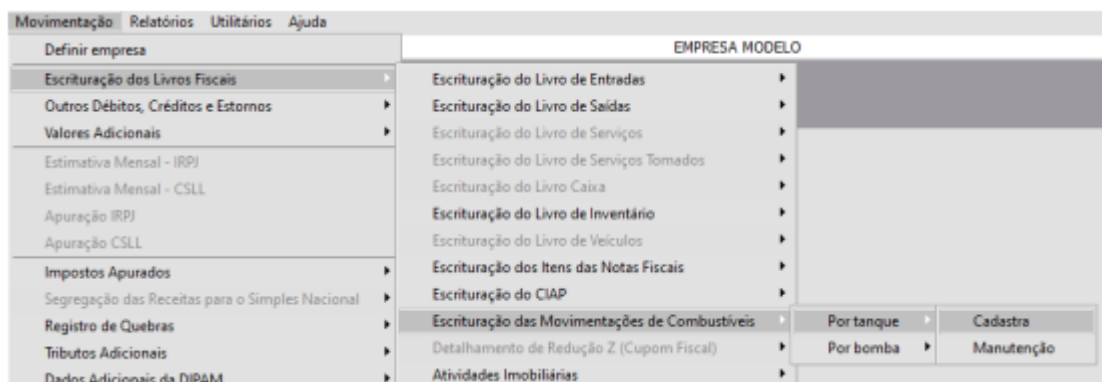 Movimentação Relatórios Utilitários Ajuda
EMPRESA MODELO
Definir empresa
Escrituração dos Livros Fiscais
Outros Débitos, Créditos e Estornos
Valores Adicionais
Estimativa Mensal - IRPJ
Estimativa Mensal - CSLL
Apuração IRPJ
Apuração CSLL
Impostos Apurados
Segregação das Receitas para o Simples Nacional
Registro de Quebras
Tributos Adicionais
Dados Adicionais da DIPAM
Escrituração do Livro de Entradas
Escrituração do Livro de Saídas
Escrituração do Livro de Serviços
Escrituração do Livro de Serviços Tomados
Escrituração do Livro Caixa
Escrituração do Livro de Inventário
Escrituração do Livro de Veículos
Escrituração dos Itens das Notas Fiscais
Escrituração do CIAP
Escrituração das Movimentações de Combustíveis
Detalhamento de Redução Z (Cupom Fiscal)
Atividades Imobiliárias
Por tanque
Por bomba
Cadastra
Manutenção